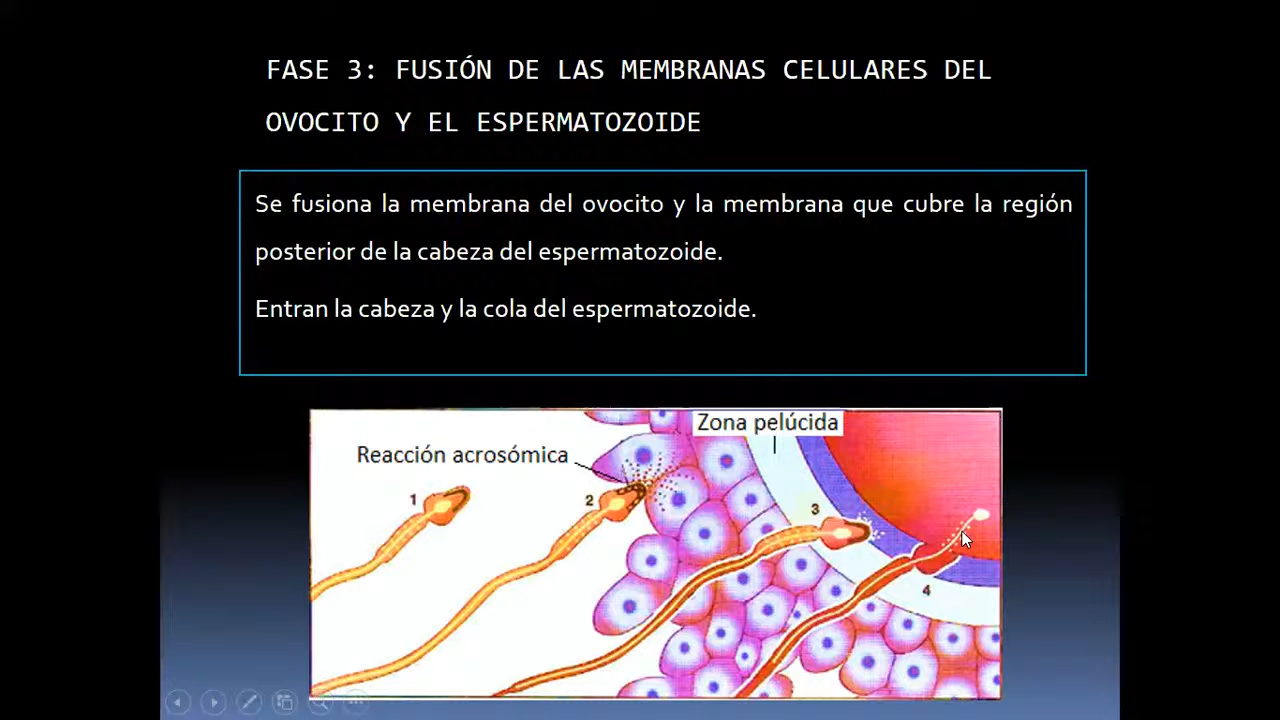 FASE 3: FUSIÓN DE LAS MEMBRANAS CELULARES DEL
OVOCITO Y EL ESPERMATOZOIDE
Se fusiona la membrana del ovocito y la membrana que cubre la región
posterior de la cabeza del espermatozoide.
Entran la cabeza y la cola del espermatozoide.
Zona pelúcida
Reacción acrosómica
1
2
3
4